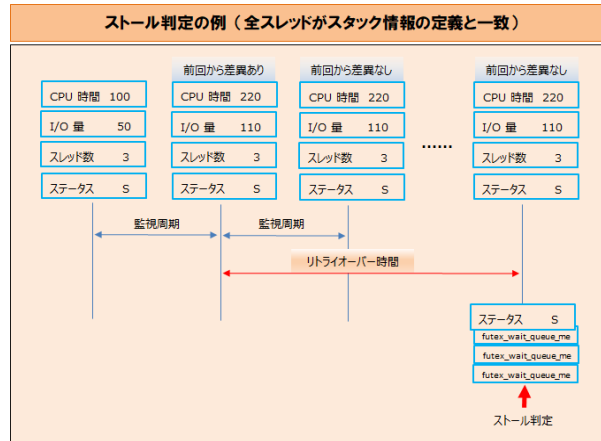 ストール判定の例（全スレッドがスタック情報の定義と一致）
前回から差異あり
前回から差異なし
前回から差異なし
CPU 時間 100
CPU 時間 220
CPU 時間 220
CPU 時間 220
I/O 量 50
I/O 量 110
I/O 量 110
I/O 量 110
……
スレッド数 3
スレッド数 3
スレッド数 3
スレッド数 3
ステータス S
ステータス S
ステータス S
ステータス S
監視周期
監視周期
リトライオーバー時間
ステータス S
futex_wait_queue_me
futex_wait_queue_me
futex_wait_queue_me
ストール判定